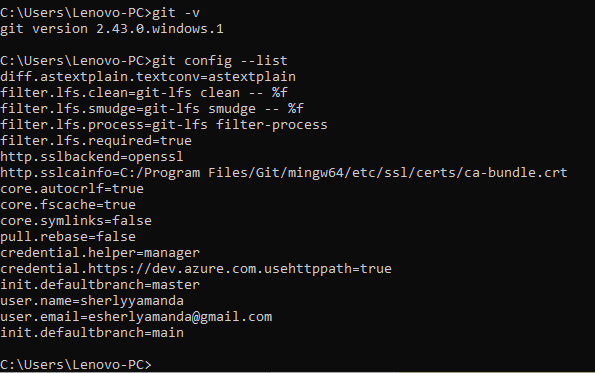 C:\Users\Lenovo-PC>git -v
git version 2.43.0.windows.1
C:\Users\Lenovo-PC>git config --list
diff.astextplain.textconv=astextplain
filter.lfs.clean=git-lfs clean -- %f
filter.lfs.smudge=git-lfs smudge -- %f
filter.lfs.process=git-lfs filter-process
filter.lfs.required=true
http.sslbackend=openssl
http.sslcainfo=C:/Program Files/Git/mingw64/etc/ssl/certs/ca-bundle.crt
core.autocrlf=true
core.fscache=true
core.symlinks=false
pull.rebase=false
credential.helper=manager
credential.https://dev.azure.com.usehttppath=true
init.defaultbranch=master
user.name=sherlyyamanda
user.email=esherlyamanda@gmail.com
init.defaultbranch=main
C:\Users\Lenovo-PC>